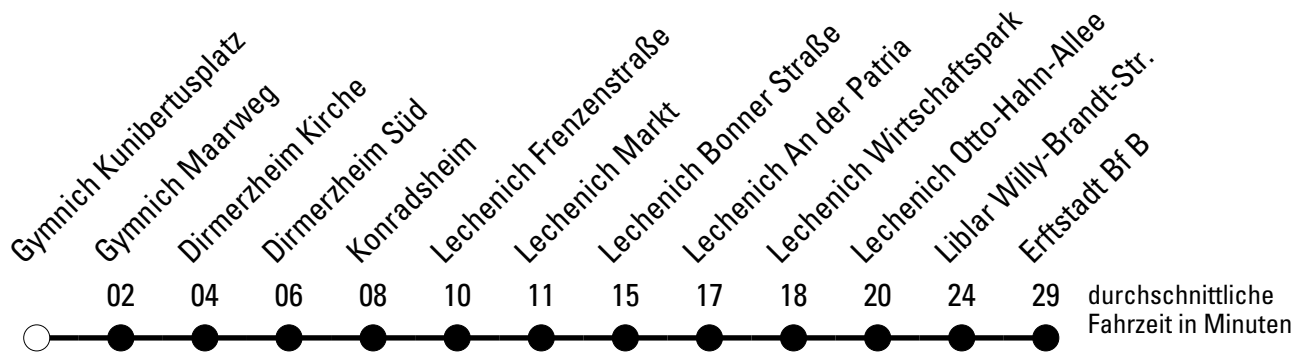 Gymnich Kunibertusplatz
Gymnich Maarweg
Dirmerzheim Kirche
Dirmerzheim Süd
Konradsheim
Lechenich Frenzenstraße
Lechenich Markt
Lechenich Bonner Straße
Lechenich An der Patria
Lechenich Wirtschaftspark
Lechenich Otto-Hahn-Allee
Liblar Willy-Brandt-Str.
Erftstadt Bf B
02 04 06 08 10 11 15 17 18 20 24 29
durchschnittliche
Fahrzeit in Minuten